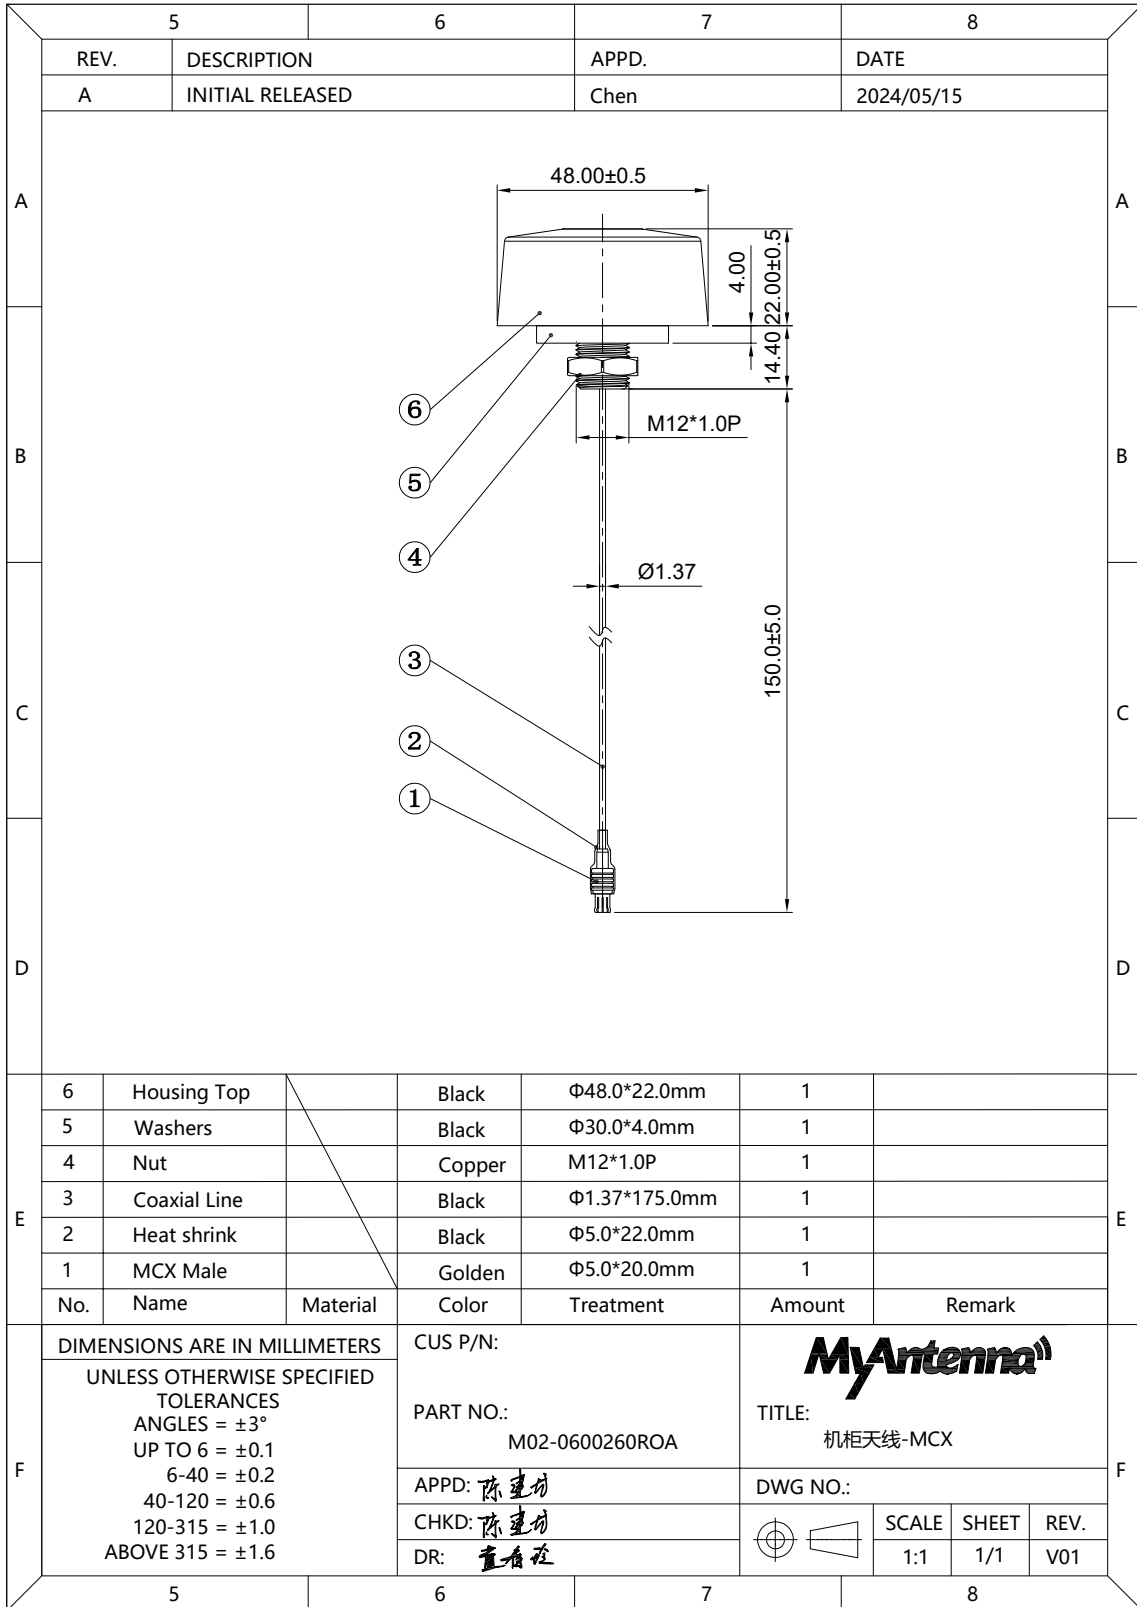 5 6 7 8
REV. DESCRIPTION APPD. DATE
A INITIAL RELEASED Chen 2024/05/15
A A
B B
C C
D D
E E
F F
48.00±0.5
4.00
22.00±0.5
14.40
M12*1.0P
Ø1.37
150.0±5.0
⑥
⑤
④
③
②
①
6 Housing Top Black Φ48.0*22.0mm 1
5 Washers Black Φ30.0*4.0mm 1
4 Nut Copper M12*1.0P 1
3 Coaxial Line Black Φ1.37*175.0mm 1
2 Heat shrink Black Φ5.0*22.0mm 1
1 MCX Male Golden Φ5.0*20.0mm 1
No. Name Material Color Treatment Amount Remark
DIMENSIONS ARE IN MILLIMETERS
UNLESS OTHERWISE SPECIFIED
TOLERANCES
ANGLES = ±3°
UP TO 6 = ±0.1
6-40 = ±0.2
40-120 = ±0.6
120-315 = ±1.0
ABOVE 315 = ±1.6
CUS P/N:
PART NO.:
M02-0600260ROA
APPD: 陈建方
CHKD: 陈建方
DR:
MyAntenna
TITLE:
机柜天线-MCX
DWG NO.:
SCALE SHEET REV.
1:1 1/1 V01
5 6 7 8